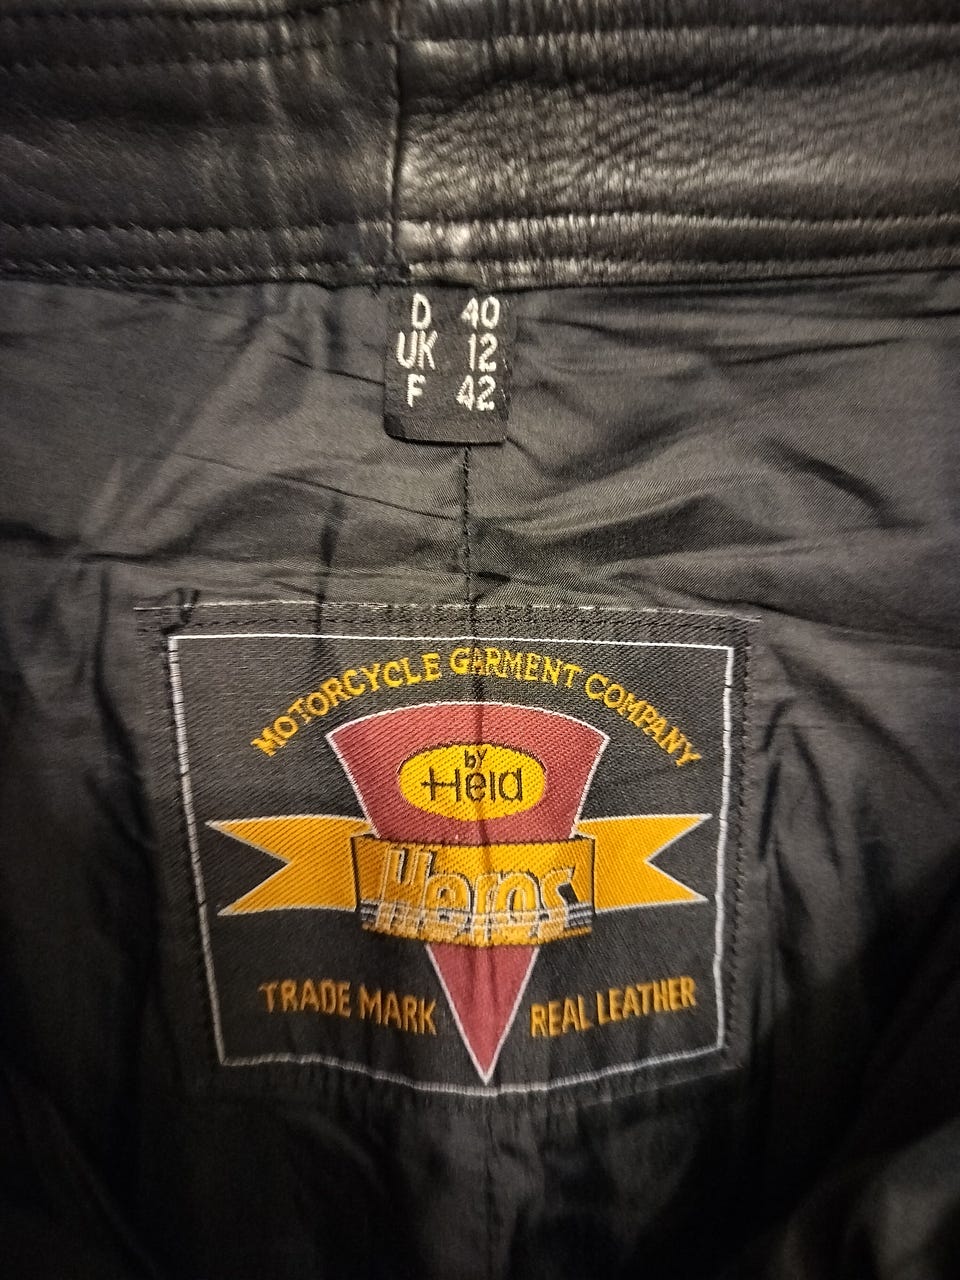 D 40
UK 12
F 42
MOTORCYCLE GARMENT COMPANY
by
Held
Heros
TRADE MARK
REAL LEATHER